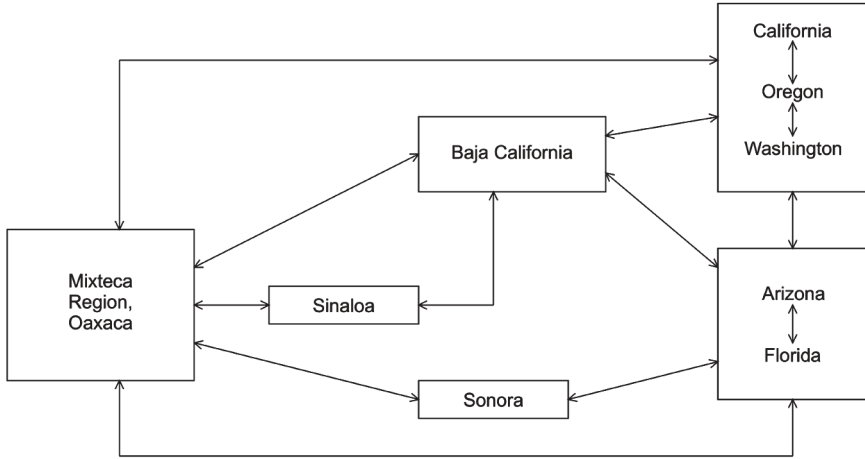 California
Oregon
Washington
Baja California
Mixteca
Region,
Oaxaca
Sinaloa
Arizona
Florida
Sonora